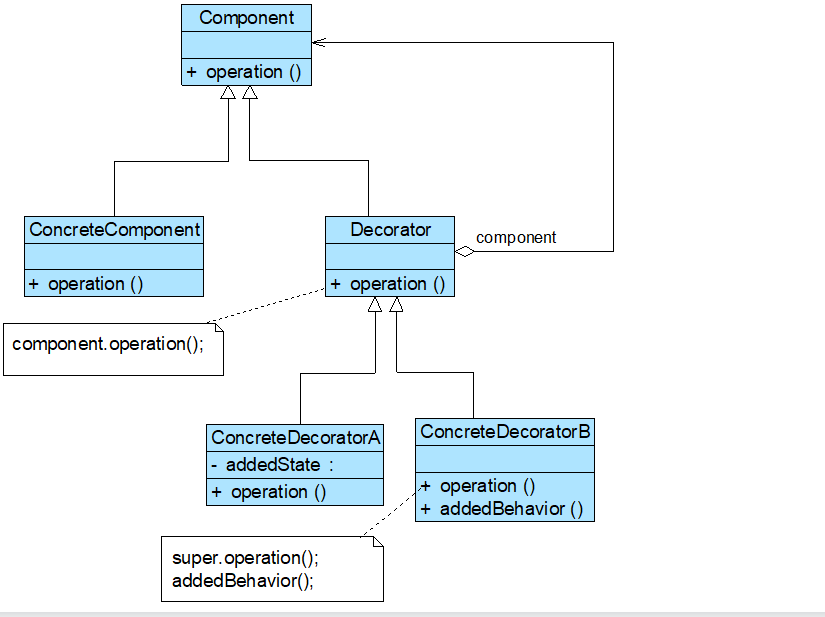 Component
+ operation ()
ConcreteComponent
+ operation ()
Decorator
+ operation ()
component
component.operation();
ConcreteDecoratorA
- addedState :
+ operation ()
ConcreteDecoratorB
+ operation ()
+ addedBehavior ()
super.operation();
addedBehavior();